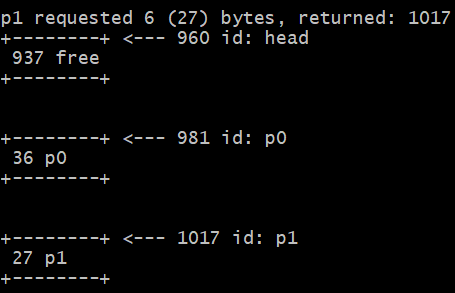 p1 requested 6 (27) bytes, returned: 1017
+--------+ <--- 960 id: head
 937 free
+--------+
+--------+ <--- 981 id: p0
 36 p0
+--------+
+--------+ <--- 1017 id: p1
 27 p1
+--------+